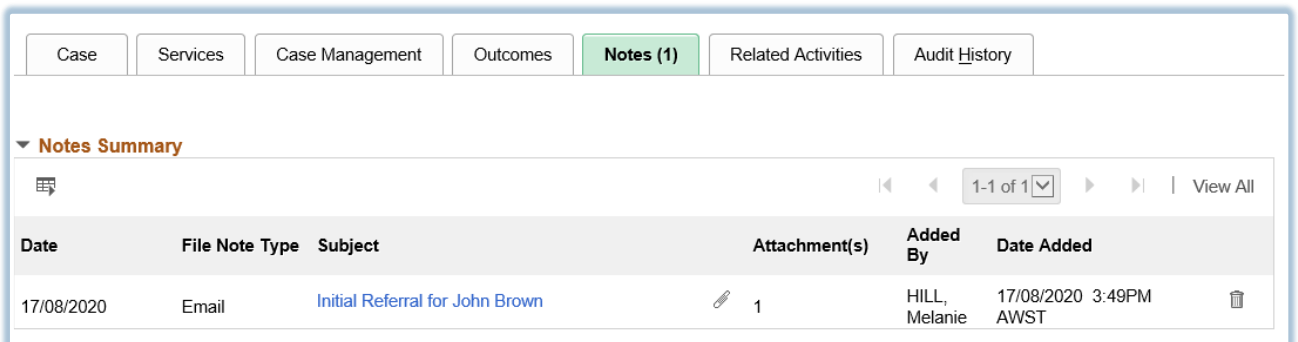 Case Services Case Management Outcomes Notes (1) Related Activities Audit History
Notes Summary
1-1 of 1 | View All
Date File Note Type Subject Attachment(s) Added By Date Added
17/08/2020 Email Initial Referral for John Brown 1 HILL, Melanie 17/08/2020 3:49PM AWST